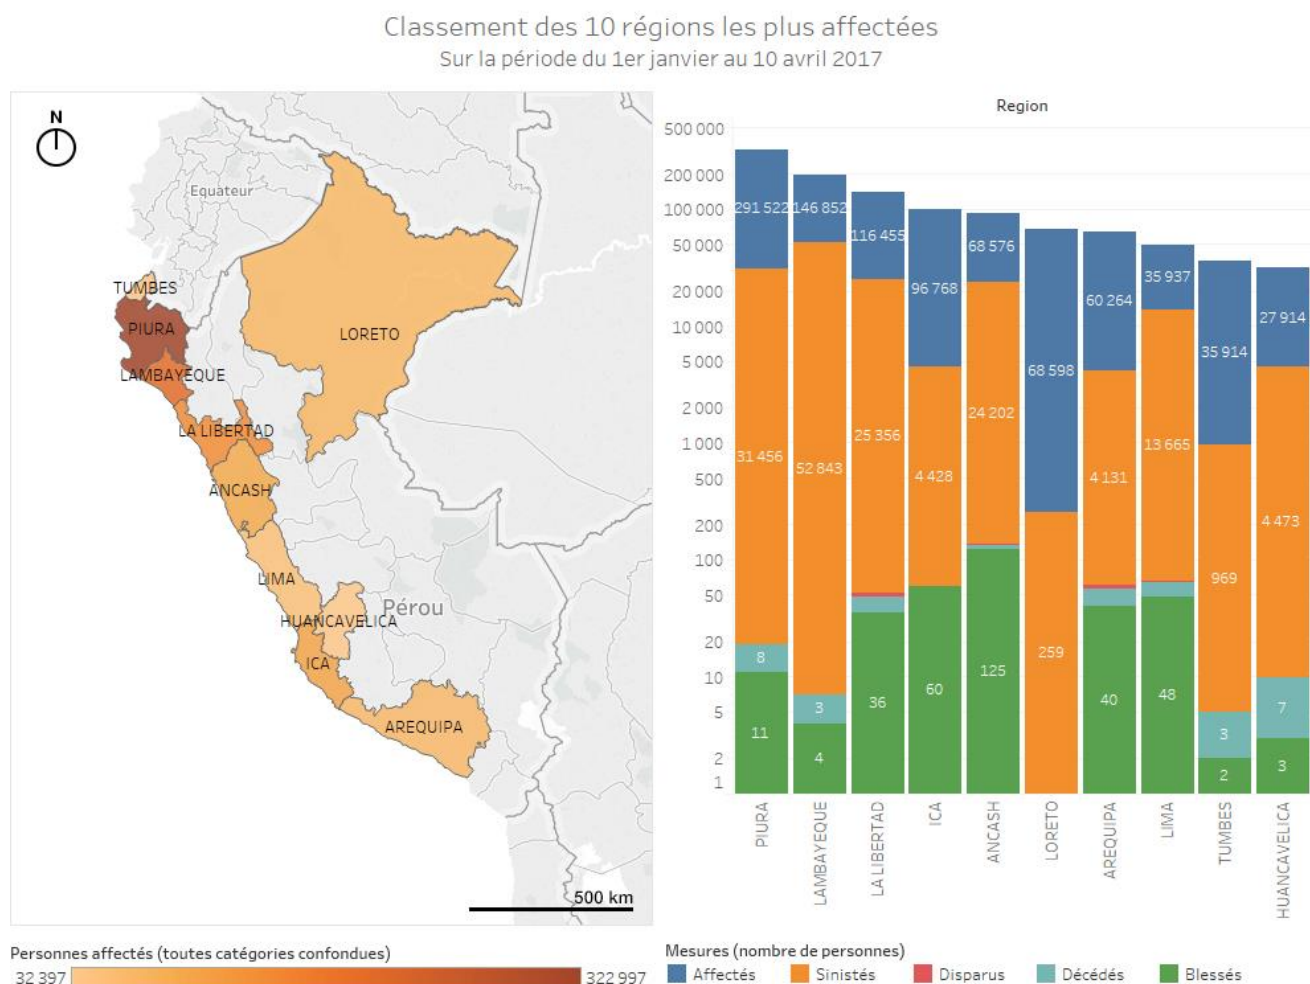 Classement des 10 régions les plus affectées
Sur la période du 1er janvier au 10 avril 2017
N
Equateur
TUMBES
PIURA
LAMBAYEQUE
LORETO
LA LIBERTAD
ANCASH
LIMA
HUANCAVELICA
Pérou
ICA
AREQUIPA
500 km
Personnes affectés (toutes catégories confondues)
32 397
322 997
Region
500 000
200 000
100 000
50 000
20 000
10 000
5 000
2 000
1 000
500
200
100
50
20
10
5
2
1
291 522
31 456
8
11
146 852
52 843
3
4
116 455
25 356
36
96 768
4 428
60
68 576
24 202
125
68 598
259
60 264
4 131
40
35 937
13 665
48
35 914
969
3
2
27 914
4 473
7
3
PIURA
LAMBAYEQUE
LA LIBERTAD
ICA
ANCASH
LORETO
AREQUIPA
LIMA
TUMBES
HUANCAVELICA
Mesures (nombre de personnes)
Affectés
Sinistés
Disparus
Décédés
Blessés